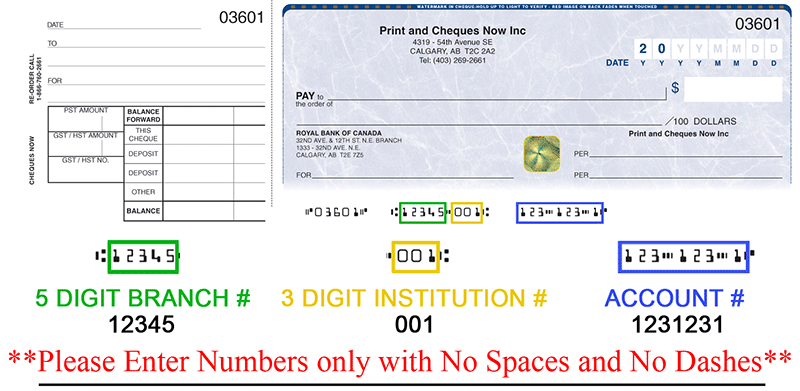 WATERMARK IN CHEQUE-HOLD UP TO LIGHT TO VERIFY - RED IMAGE ON BACK FADES WHEN TOUCHED
03601
DATE
TO
FOR
RE-ORDER CALL
1-866-760-2661
CHEQUES NOW
PST AMOUNT
GST / HST AMOUNT
GST / HST NO.
BALANCE
FORWARD
THIS
CHEQUE
DEPOSIT
DEPOSIT
OTHER
BALANCE
Print and Cheques Now Inc
4319 - 54th Avenue SE
CALGARY, AB T2C 2A2
Tel: (403) 269-2661
03601
2 0 Y Y M M D D
DATE Y Y Y Y M M D D
PAY to
the order of
$
/100 DOLLARS
ROYAL BANK OF CANADA
32ND AVE. & 12TH ST. N.E. BRANCH
1333 - 32ND AVE. N.E.
CALGARY, AB T2E 7Z5
FOR
Print and Cheques Now Inc
PER
PER
⑈03601⑈ ⑆12345⑉001⑆ 123⑉123⑉1⑈
⑆12345 001⑆ 123⑉123⑉1
5 DIGIT BRANCH # 3 DIGIT INSTITUTION # ACCOUNT #
12345 001 1231231
**Please Enter Numbers only with No Spaces and No Dashes**